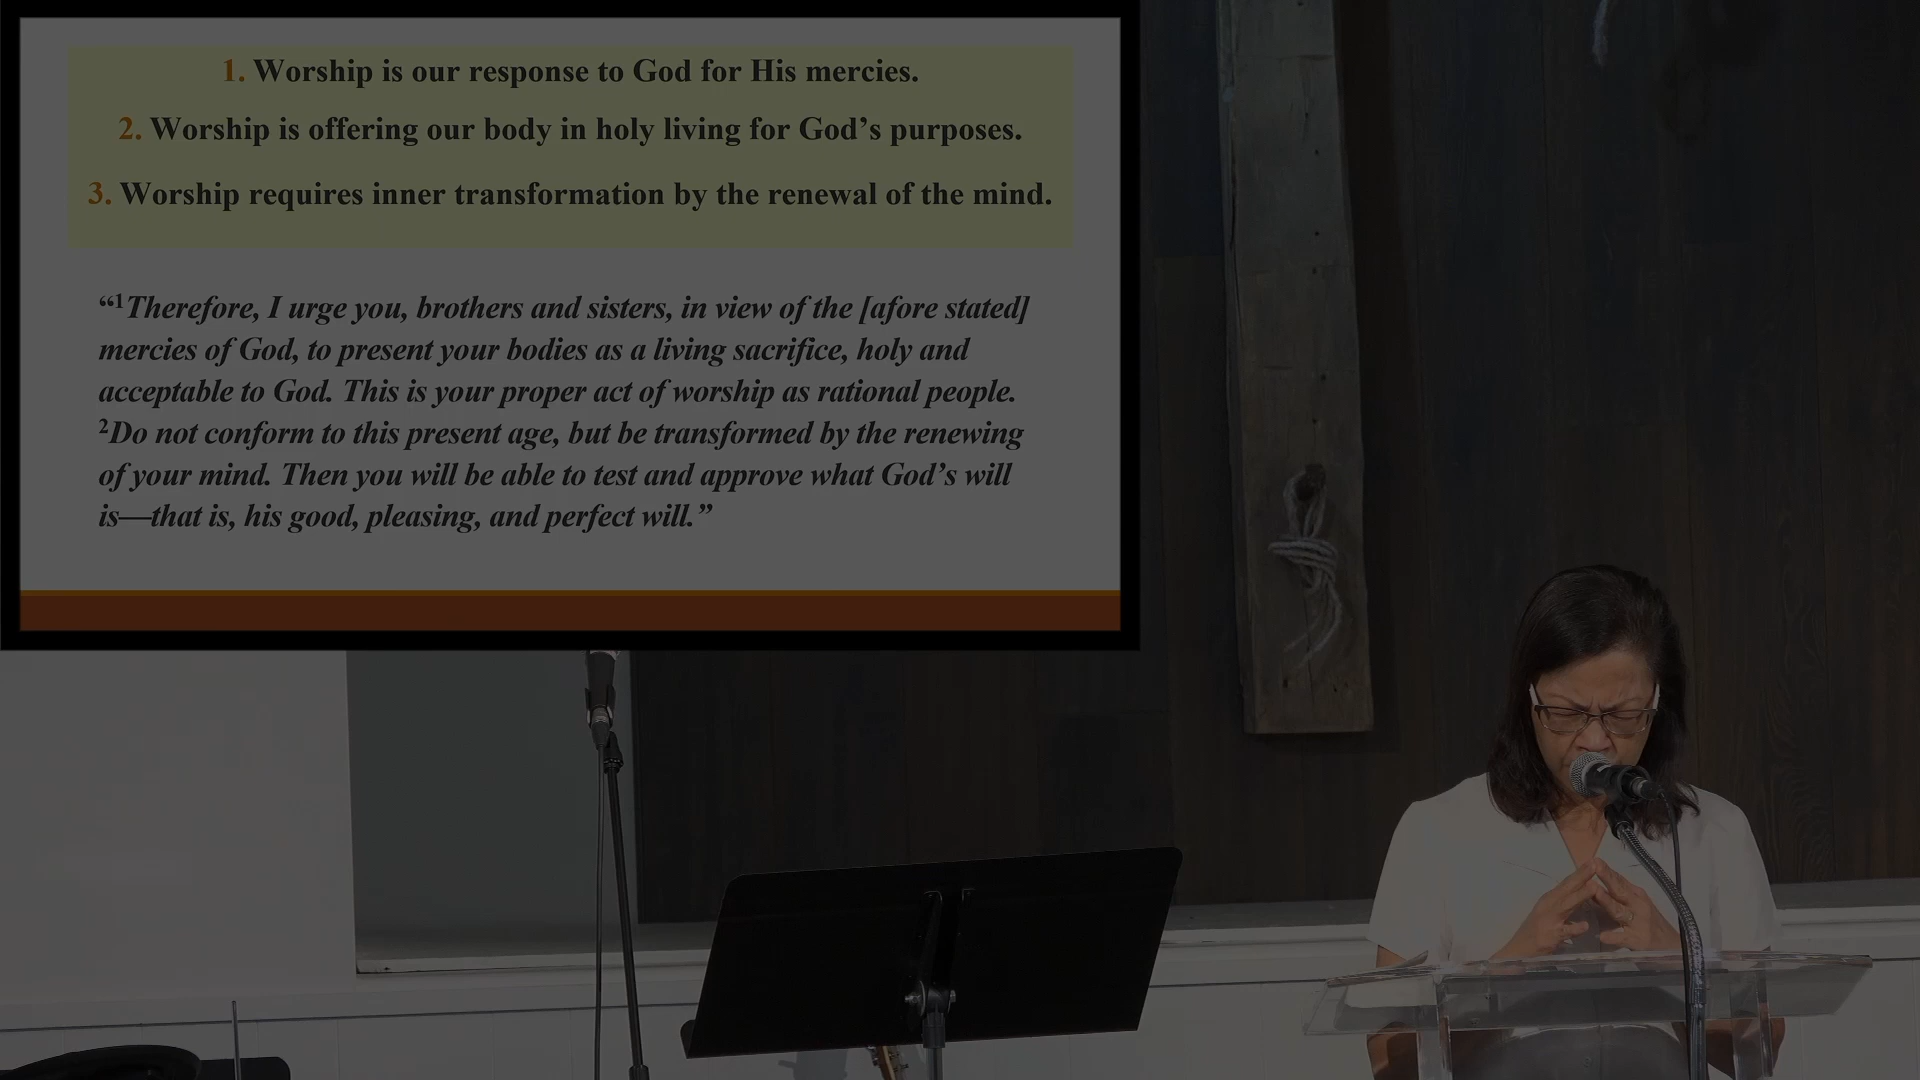 1. Worship is our response to God for His mercies.
2. Worship is offering our body in holy living for God’s purposes.
3. Worship requires inner transformation by the renewal of the mind.
“1Therefore, I urge you, brothers and sisters, in view of the [afore stated]
mercies of God, to present your bodies as a living sacrifice, holy and
acceptable to God. This is your proper act of worship as rational people.
2Do not conform to this present age, but be transformed by the renewing
of your mind. Then you will be able to test and approve what God’s will
is—that is, his good, pleasing, and perfect will.”